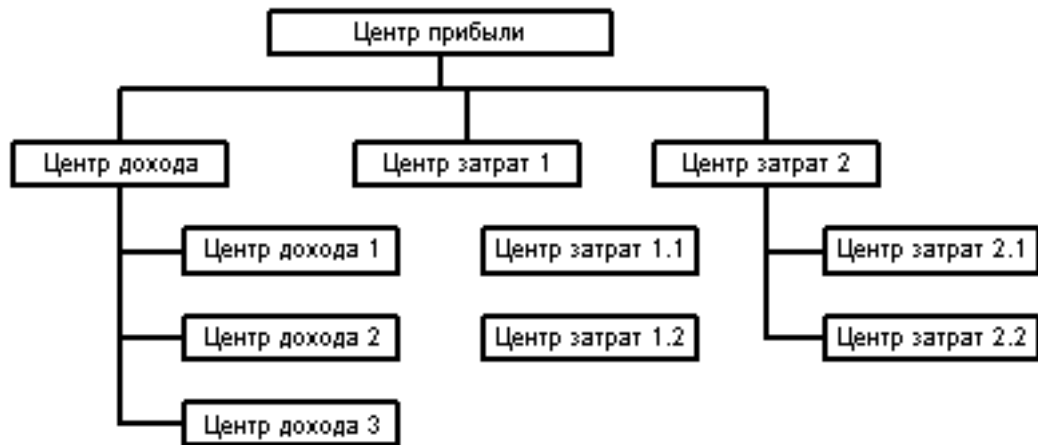 Центр прибыли
Центр дохода
Центр затрат 1
Центр затрат 2
Центр дохода 1
Центр затрат 1.1
Центр затрат 2.1
Центр дохода 2
Центр затрат 1.2
Центр затрат 2.2
Центр дохода 3